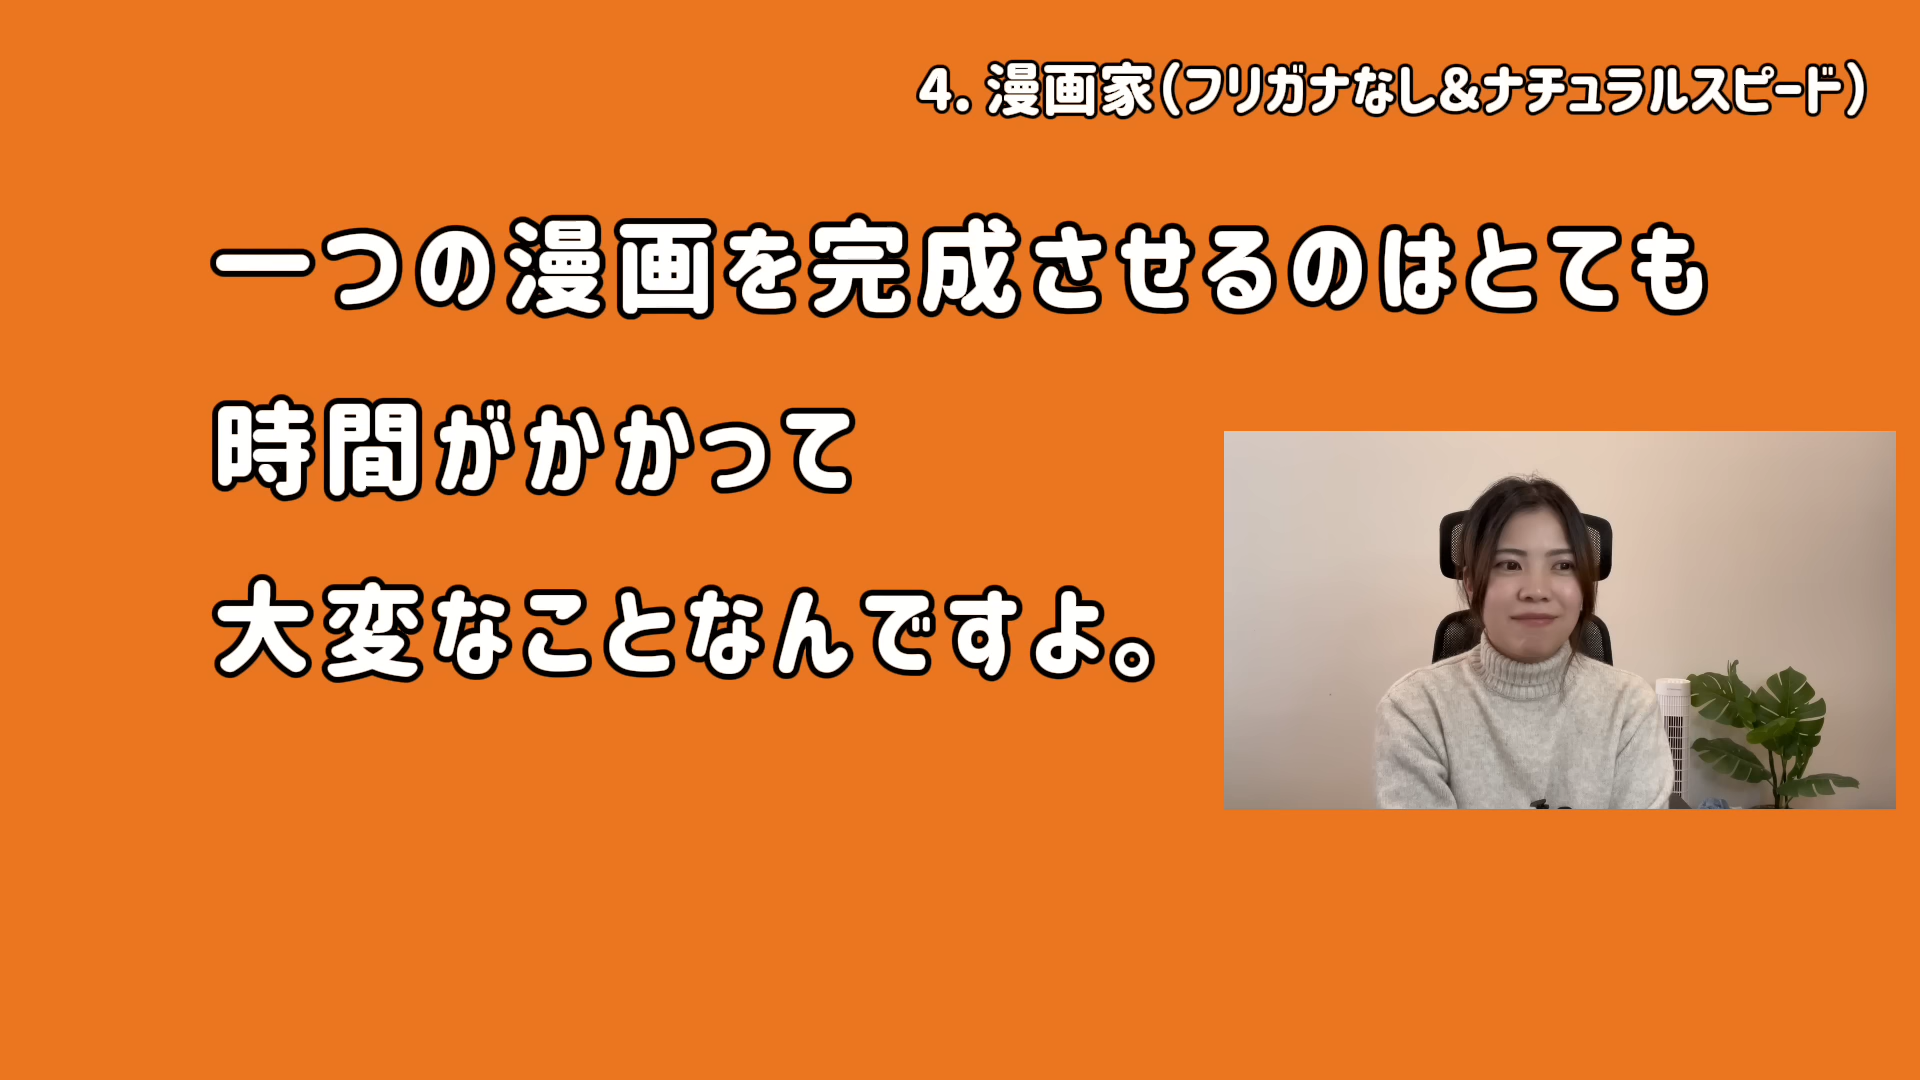 4. 漫画家(フリガナなし&ナチュラルスピード)
一つの漫画を完成させるのはとても
時間がかかって
大変なことなんですよ。